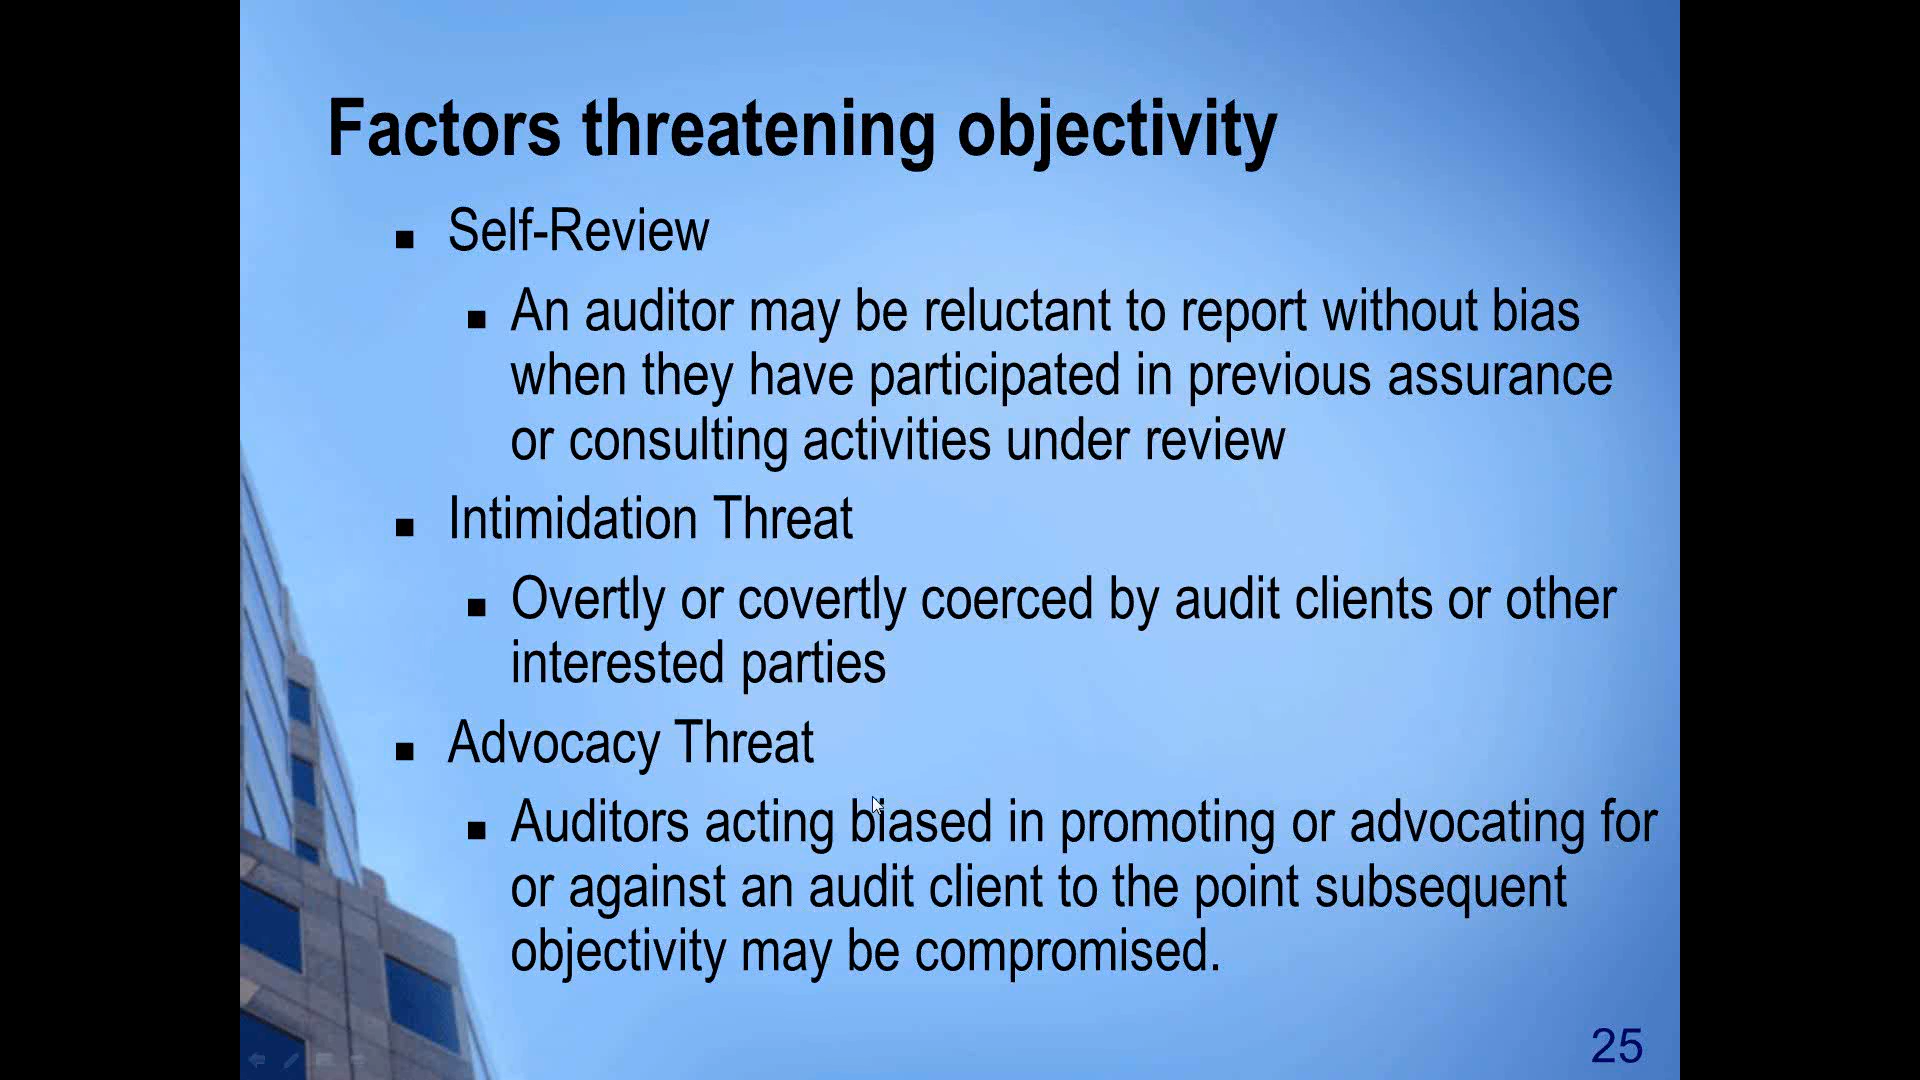 Factors threatening objectivity
Self-Review
An auditor may be reluctant to report without bias
when they have participated in previous assurance
or consulting activities under review
Intimidation Threat
Overtly or covertly coerced by audit clients or other
interested parties
Advocacy Threat
Auditors acting biased in promoting or advocating for
or against an audit client to the point subsequent
objectivity may be compromised.
25